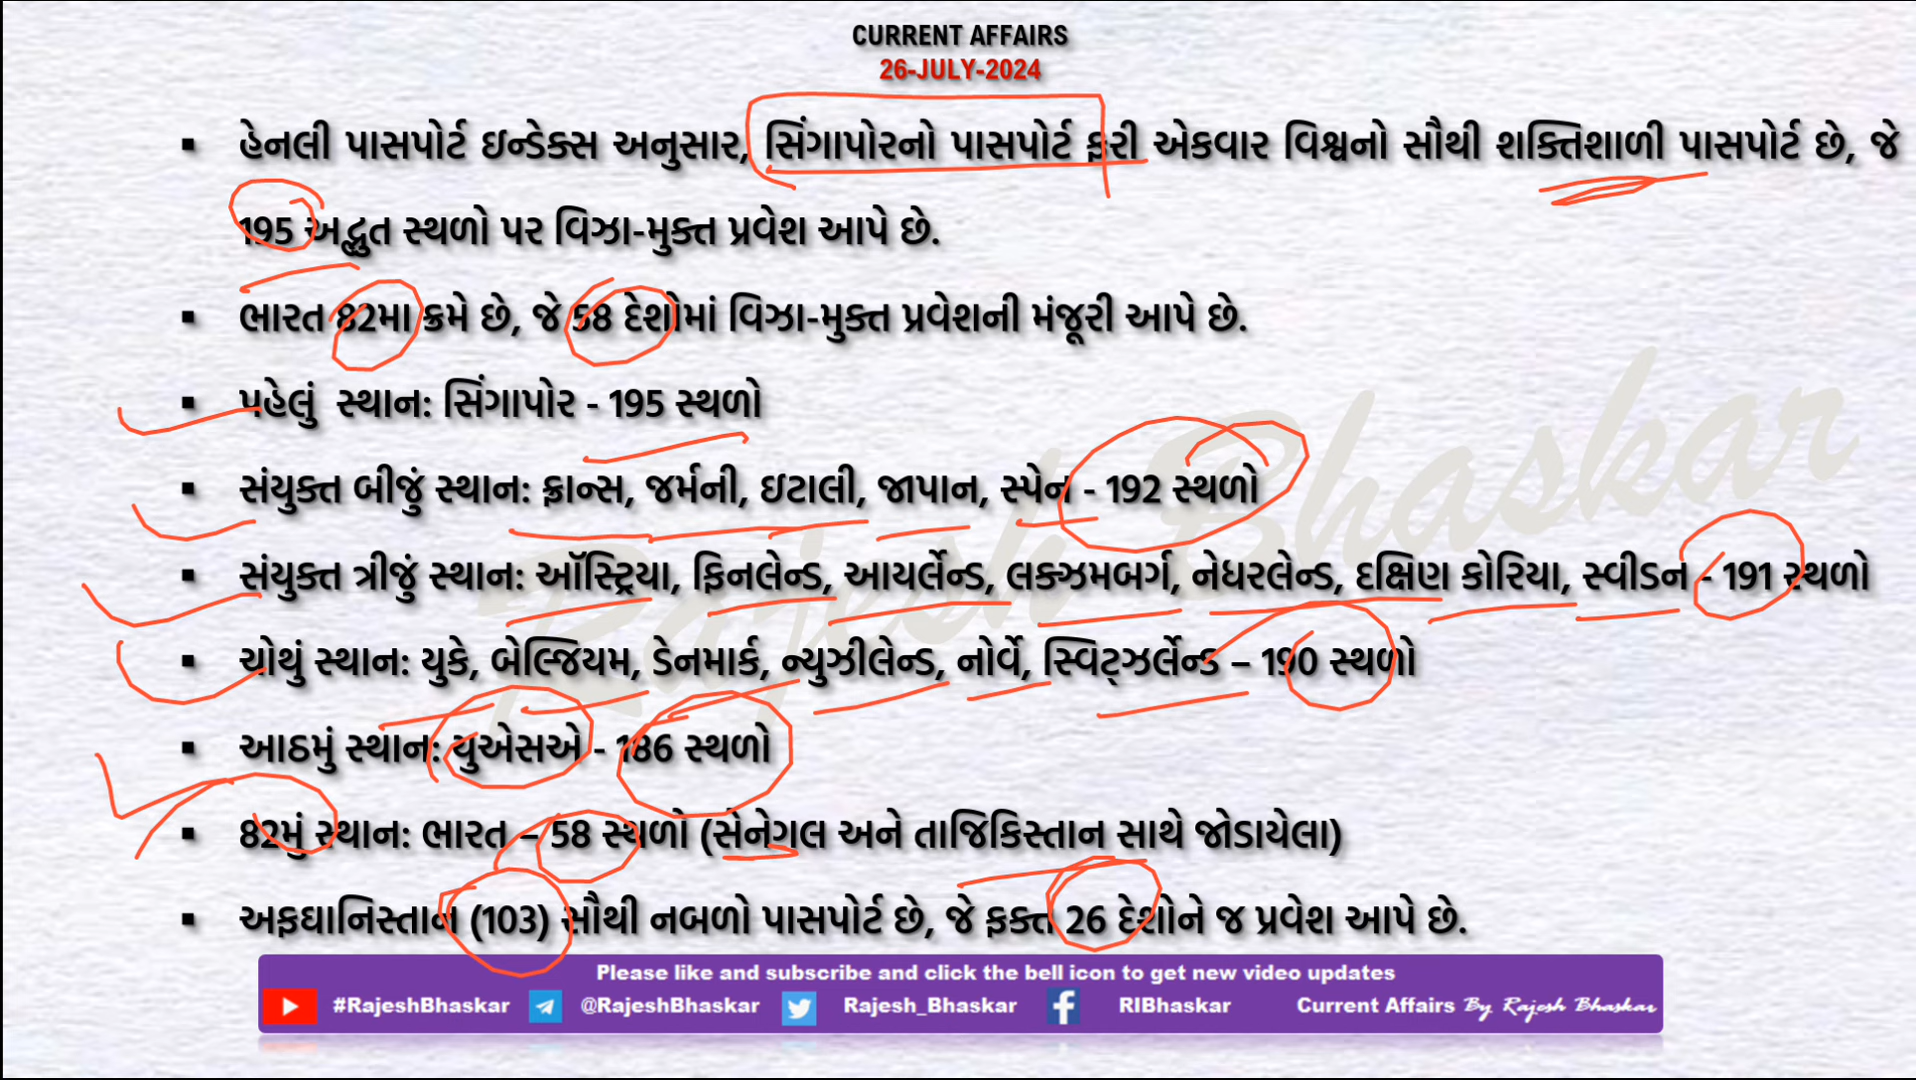 CURRENT AFFAIRS
26-JULY-2024
▪ હેનલી પાસપોર્ટ ઇન્ડેક્સ અનુસાર, સિંગાપોરનો પાસપોર્ટ ફરી એકવાર વિશ્વનો સૌથી શક્તિશાળી પાસપોર્ટ છે, જે
195 અદ્ભુત સ્થળો પર વિઝા-મુક્ત પ્રવેશ આપે છે.
▪ ભારત 82મા ક્રમે છે, જે 58 દેશોમાં વિઝા-મુક્ત પ્રવેશની મંજૂરી આપે છે.
▪ પહેલું સ્થાન: સિંગાપોર - 195 સ્થળો
▪ સંયુક્ત બીજું સ્થાન: ફ્રાન્સ, જર્મની, ઇટાલી, જાપાન, સ્પેન - 192 સ્થળો
▪ સંયુક્ત ત્રીજું સ્થાન: ઑસ્ટ્રિયા, ફિનલેન્ડ, આયર્લેન્ડ, લક્ઝમબર્ગ, નેધરલેન્ડ, દક્ષિણ કોરિયા, સ્વીડન - 191 સ્થળો
▪ ચોથું સ્થાન: યુકે, બેલ્જિયમ, ડેનમાર્ક, ન્યુઝીલેન્ડ, નોર્વે, સ્વિટ્ઝર્લેન્ડ – 190 સ્થળો
▪ આઠમું સ્થાન: યુએસએ - 186 સ્થળો
▪ 82મું સ્થાન: ભારત – 58 સ્થળો (સેનેગલ અને તાજિકિસ્તાન સાથે જોડાયેલા)
▪ અફઘાનિસ્તાન (103) સૌથી નબળો પાસપોર્ટ છે, જે ફક્ત 26 દેશોને જ પ્રવેશ આપે છે.
Rajesh Bhaskar
Please like and subscribe and click the bell icon to get new video updates
#RajeshBhaskar @RajeshBhaskar Rajesh_Bhaskar RIBhaskar Current Affairs By Rajesh Bhaskar